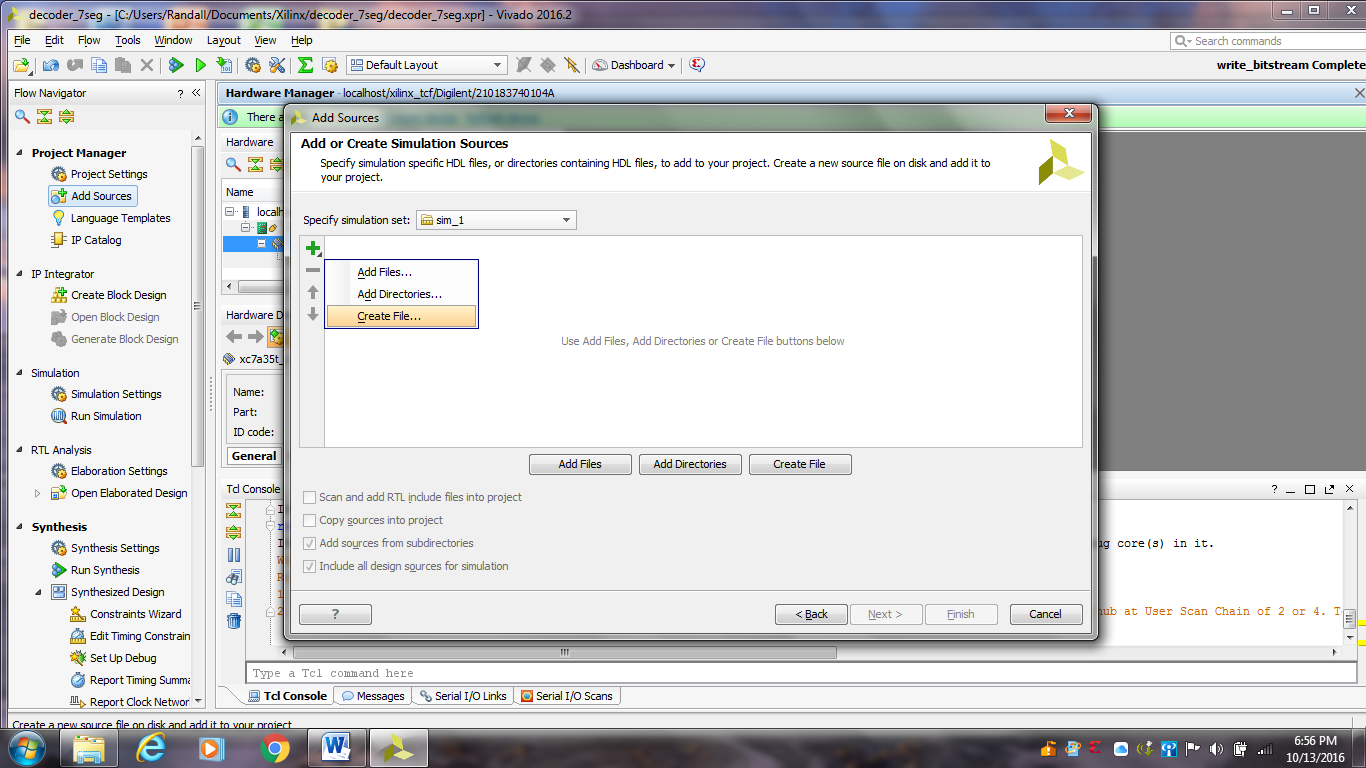 decoder_7seg - [C:/Users/Randall/Documents/Xilinx/decoder_7seg/decoder_7seg.xpr] - Vivado 2016.2
File Edit Flow Tools Window Layout View Help
Search commands
Default Layout
Dashboard
write_bitstream Complete
Flow Navigator ? «
Project Manager
Project Settings
Add Sources
Language Templates
IP Catalog
IP Integrator
Create Block Design
Open Block Design
Generate Block Design
Simulation
Simulation Settings
Run Simulation
RTL Analysis
Elaboration Settings
Open Elaborated Design
Synthesis
Synthesis Settings
Run Synthesis
Synthesized Design
Constraints Wizard
Edit Timing Constrain
Set Up Debug
Report Timing Summa
Report Clock Networ
Hardware Manager - localhost/xilinx_tcf/Digilent/210183740104A
There a
Hardware
Name
localh
Hardware D
xc7a35t_
Name:
Part:
ID code:
General
Add Sources
Add or Create Simulation Sources
Specify simulation specific HDL files, or directories containing HDL files, to add to your project. Create a new source file on disk and add it to
your project.
Specify simulation set: sim_1
Add Files...
Add Directories...
Create File...
Use Add Files, Add Directories or Create File buttons below
Add Files Add Directories Create File
Scan and add RTL include files into project
Copy sources into project
Add sources from subdirectories
Include all design sources for simulation
? < Back Next > Finish Cancel
Tcl Console
ug core(s) in it.
hub at User Scan Chain of 2 or 4. T
Type a Tcl command here
Tcl Console Messages Serial I/O Links Serial I/O Scans
Create a new source file on disk and add it to your project
6:56 PM
10/13/2016